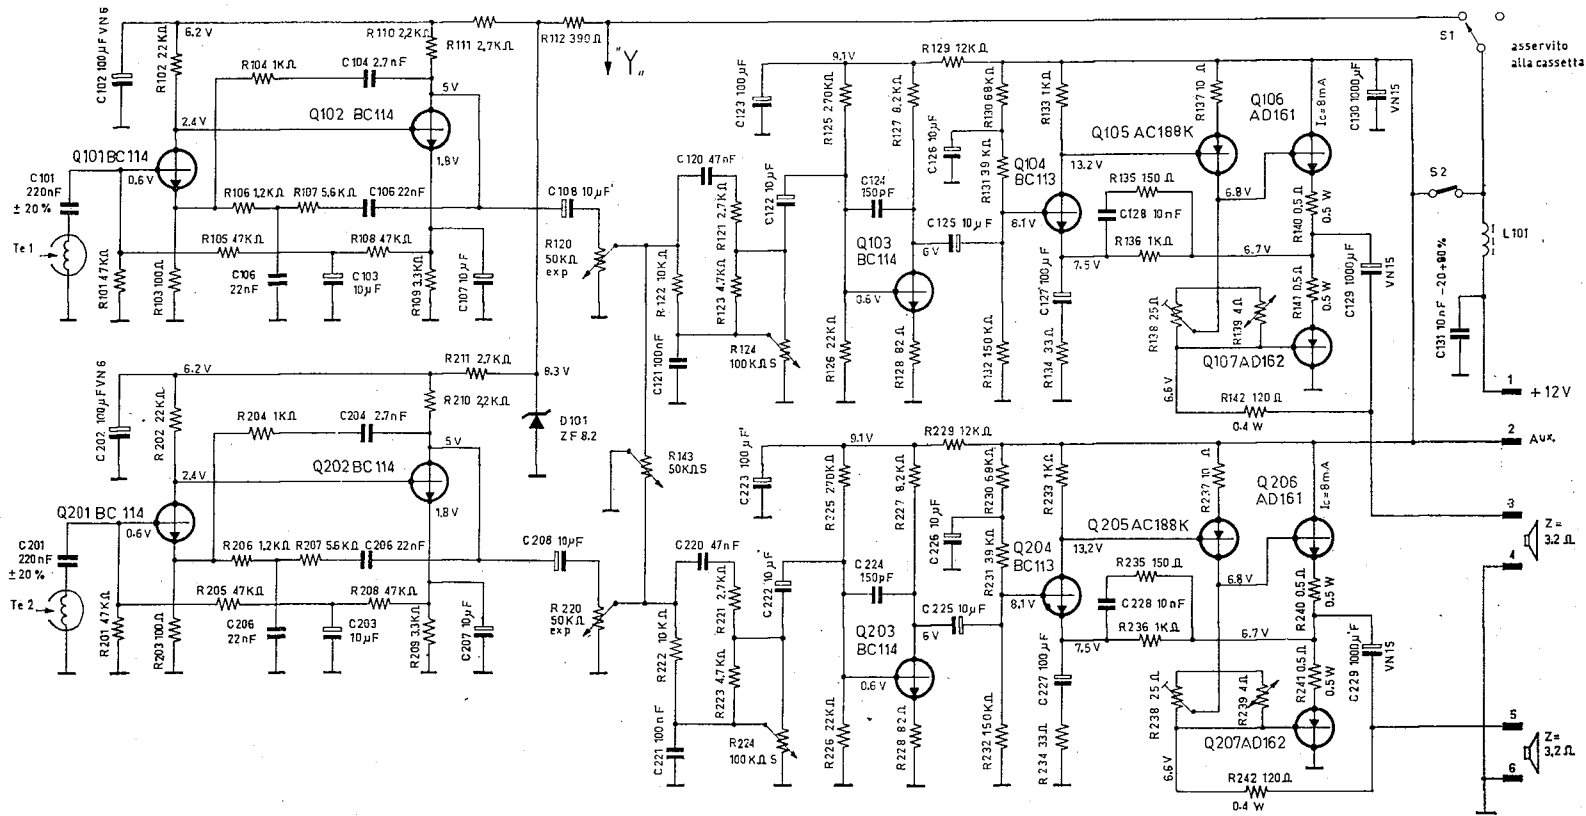 C102 100µF VN6
R102 22KΩ
6.2 V
R104 1KΩ
C104 2.7nF
R110 2,2KΩ
R111 2,7KΩ
R112 390Ω
"Y"
5V
Q102 BC114
2.4V
1,8V
Q101 BC114
0.6V
C101
220nF
± 20%
Te1
R106 1,2KΩ
R107 5,6KΩ
C106 22nF
R105 47KΩ
R108 47KΩ
R101 47KΩ
R103 100Ω
C106
22nF
C103
10µF
R109 3,3KΩ
C107 10µF
C108 10µF
R120
50KΩ
exp
C120 47nF
R121 2,7KΩ
R122 10KΩ
R123 4,7KΩ
C121 100nF
R124
100KΩS
C122 10µF
C123 100µF
9.1V
R125 270KΩ
R127 8,2KΩ
R129 12KΩ
C124
150pF
Q103
BC114
0.6V
6V
C125 10µF
R126 22KΩ
R128 82Ω
C126 10µF
R130 68KΩ
R131 39KΩ
R132 150KΩ
R133 1KΩ
Q104
BC113
13.2V
8.1V
7.5V
C127 100µF
R134 33Ω
R135 150Ω
C128 10nF
R136 1KΩ
Q105 AC188K
R137 10Ω
Q106
AD161
Ic=8mA
6.8V
6.7V
R140 0.5Ω
0.5W
R141 0.5Ω
0.5W
R138 25Ω
R139 4Ω
Q107 AD162
6.6V
R142 120Ω
0.4W
C129 1000µF
VN15
C130 1000µF
VN15
S1
asservito
alla cassetta
S2
L101
C131 10nF -20+80%
1
+12V
2
Aux.
3
Z=
3,2Ω
4
5
Z=
3,2Ω
6
C202 100µF VN6
R202 22KΩ
6.2V
R211 2,7KΩ
8.3V
R210 2,2KΩ
D101
ZF8.2
R204 1KΩ
C204 2.7nF
5V
Q202 BC114
2.4V
1,8V
Q201 BC114
0.6V
C201
220nF
± 20%
Te2
R206 1,2KΩ
R207 5,6KΩ
C206 22nF
R205 47KΩ
R208 47KΩ
R201 47KΩ
R203 100Ω
C206
22nF
C203
10µF
R209 3,3KΩ
C207 10µF
C208 10µF
R220
50KΩ
exp
R143
50KΩS
C220 47nF
R221 2,7KΩ
R222 10KΩ
R223 4,7KΩ
C221 100nF
R224
100KΩS
C222 10µF
C223 100µF
9.1V
R225 270KΩ
R227 8,2KΩ
R229 12KΩ
C224
150pF
Q203
BC114
0.6V
6V
C225 10µF
R226 22KΩ
R228 82Ω
C226 10µF
R230 68KΩ
R231 39KΩ
R232 150KΩ
R233 1KΩ
Q204
BC113
13,2V
8.1V
7.5V
C227 100µF
R234 33Ω
R235 150Ω
C228 10nF
R236 1KΩ
Q205 AC188K
R237 10Ω
Q206
AD161
Ic=8mA
6.8V
6.7V
R240 0.5Ω
0.5W
R241 0.5Ω
0.5W
R238 25Ω
R239 4Ω
Q207 AD162
6.6V
R242 120Ω
0.4W
C229 1000µF
VN15